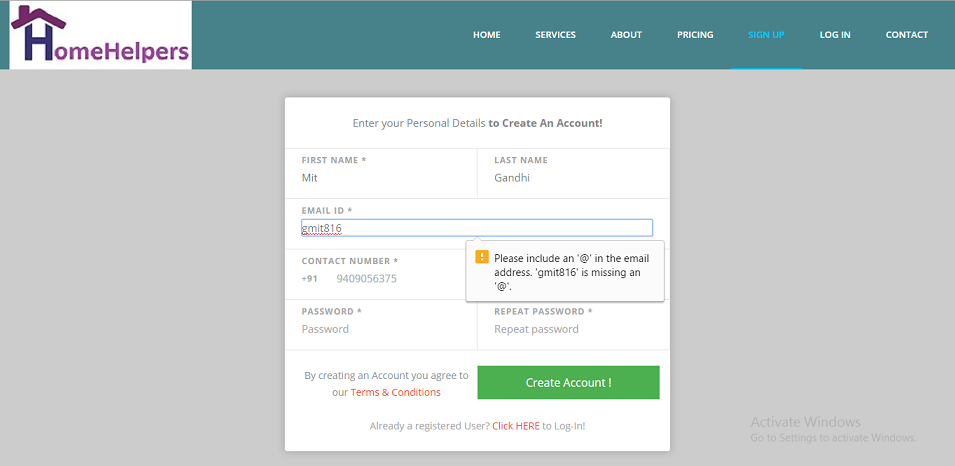 HomeHelpers
HOME SERVICES ABOUT PRICING SIGN UP LOG IN CONTACT
Enter your Personal Details to Create An Account!
FIRST NAME * LAST NAME
Mit Gandhi
EMAIL ID *
gmit816
Please include an '@' in the email
address. 'gmit816' is missing an
'@'.
CONTACT NUMBER *
+91 9409056375
PASSWORD * REPEAT PASSWORD *
Password Repeat password
By creating an Account you agree to
our Terms & Conditions
Create Account !
Already a registered User? Click HERE to Log-In!
Activate Windows
Go to Settings to activate Windows.